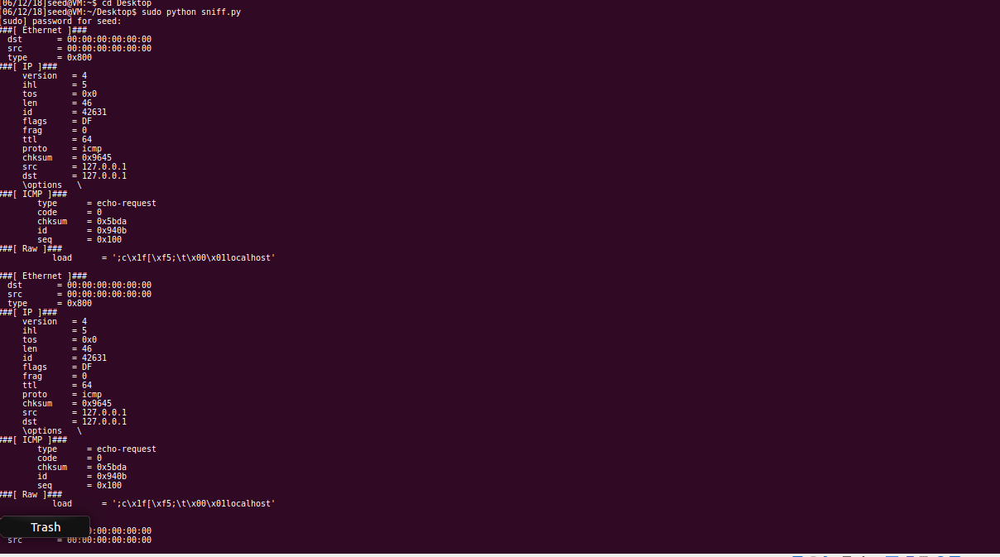 [06/12/18]seed@VM:~$ cd Desktop
[06/12/18]seed@VM:~/Desktop$ sudo python sniff.py
[sudo] password for seed:
###[ Ethernet ]###
  dst       = 00:00:00:00:00:00
  src       = 00:00:00:00:00:00
  type      = 0x800
###[ IP ]###
     version   = 4
     ihl       = 5
     tos       = 0x0
     len       = 46
     id        = 42631
     flags     = DF
     frag      = 0
     ttl       = 64
     proto     = icmp
     chksum    = 0x9645
     src       = 127.0.0.1
     dst       = 127.0.0.1
     \options   \
###[ ICMP ]###
        type      = echo-request
        code      = 0
        chksum    = 0x5bda
        id        = 0x940b
        seq       = 0x100
###[ Raw ]###
           load      = ';c\x1f[\xf5;\t\x00\x01localhost'
###[ Ethernet ]###
  dst       = 00:00:00:00:00:00
  src       = 00:00:00:00:00:00
  type      = 0x800
###[ IP ]###
     version   = 4
     ihl       = 5
     tos       = 0x0
     len       = 46
     id        = 42631
     flags     = DF
     frag      = 0
     ttl       = 64
     proto     = icmp
     chksum    = 0x9645
     src       = 127.0.0.1
     dst       = 127.0.0.1
     \options   \
###[ ICMP ]###
        type      = echo-request
        code      = 0
        chksum    = 0x5bda
        id        = 0x940b
        seq       = 0x100
###[ Raw ]###
           load      = ';c\x1f[\xf5;\t\x00\x01localhost'
Trash
:00:00:00:00:00
  src       = 00:00:00:00:00:00